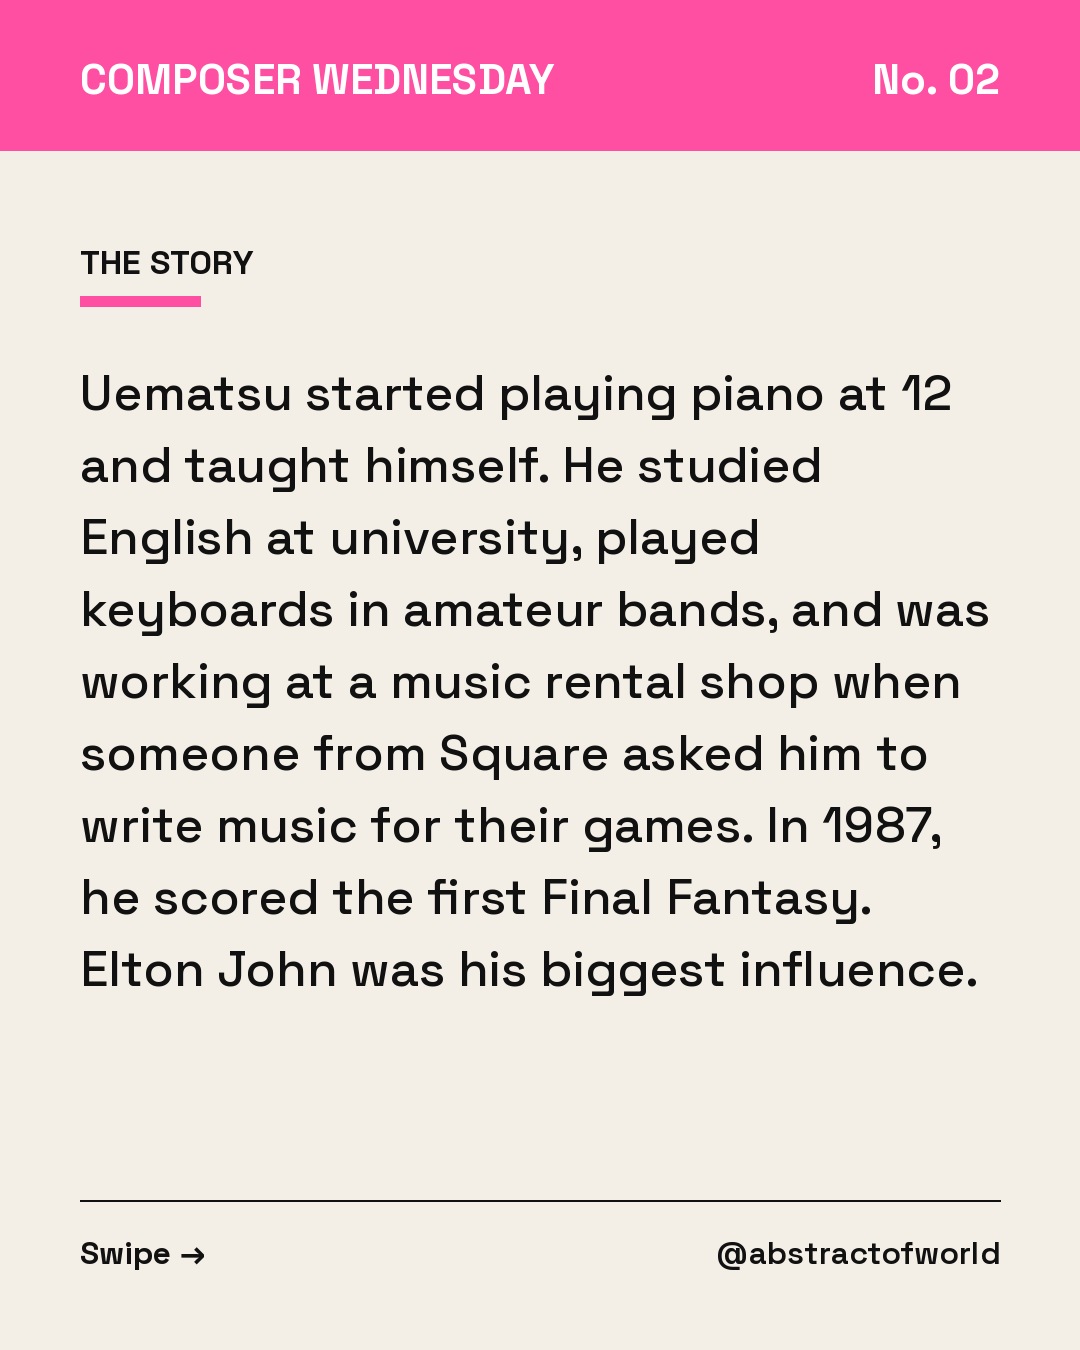 COMPOSER WEDNESDAY
No. 02
THE STORY
Uematsu started playing piano at 12
and taught himself. He studied
English at university, played
keyboards in amateur bands, and was
working at a music rental shop when
someone from Square asked him to
write music for their games. In 1987,
he scored the first Final Fantasy.
Elton John was his biggest influence.
Swipe →
@abstractofworld